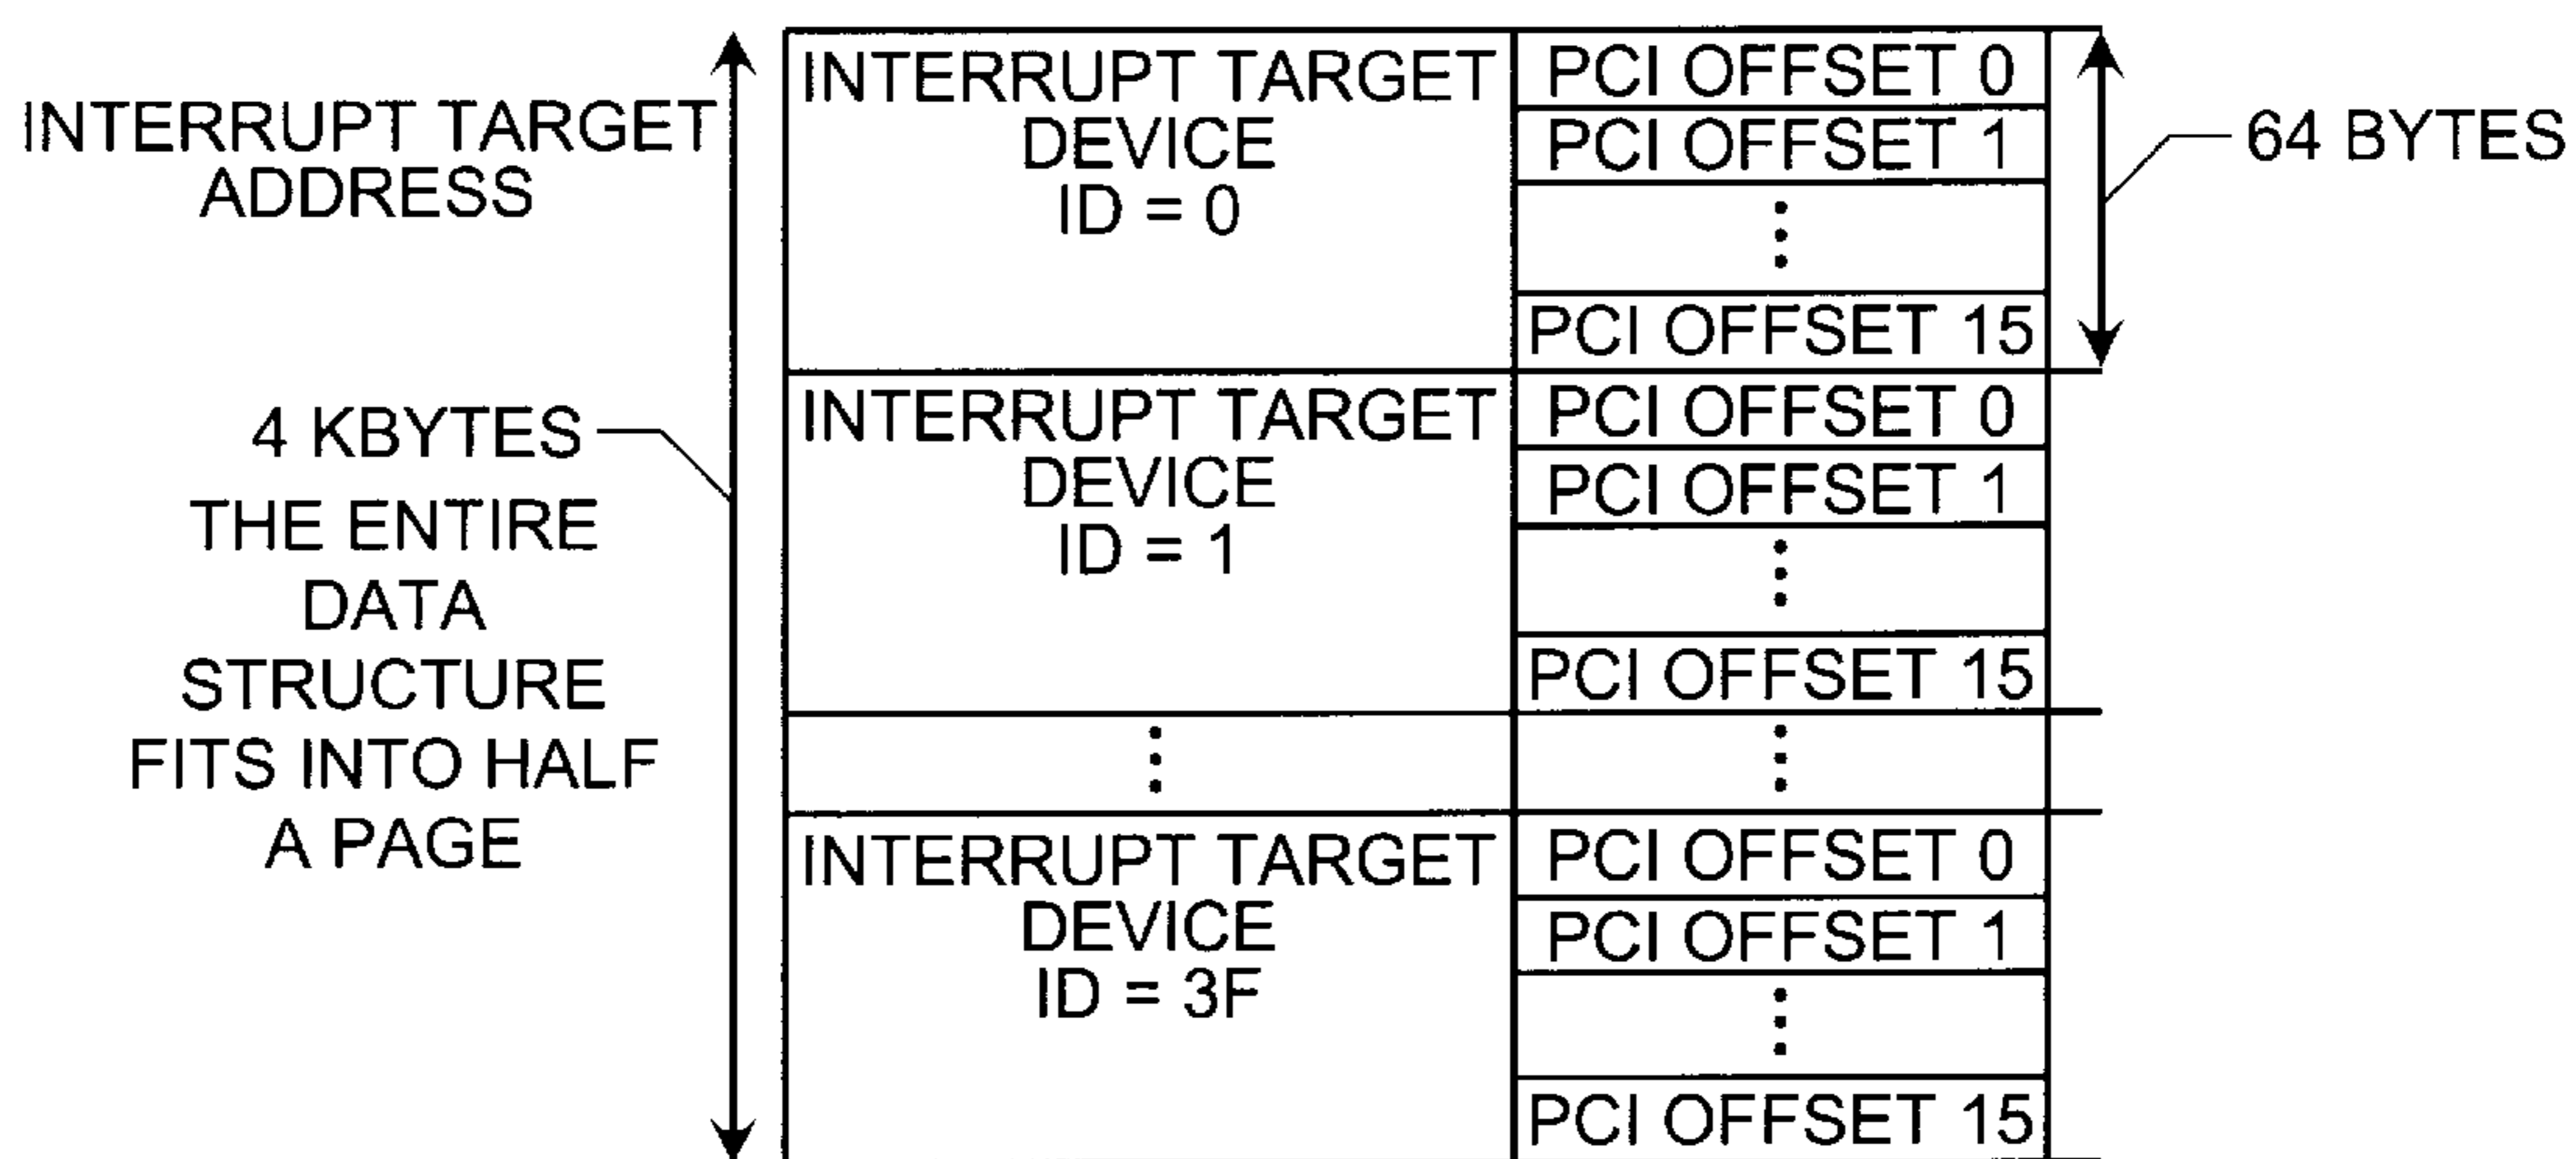 INTERRUPT TARGET
ADDRESS
4 KBYTES
THE ENTIRE
DATA
STRUCTURE
FITS INTO HALF
A PAGE
INTERRUPT TARGET
DEVICE
ID = 0
PCI OFFSET 0
PCI OFFSET 1
PCI OFFSET 15
64 BYTES
INTERRUPT TARGET
DEVICE
ID = 1
PCI OFFSET 0
PCI OFFSET 1
PCI OFFSET 15
INTERRUPT TARGET
DEVICE
ID = 3F
PCI OFFSET 0
PCI OFFSET 1
PCI OFFSET 15